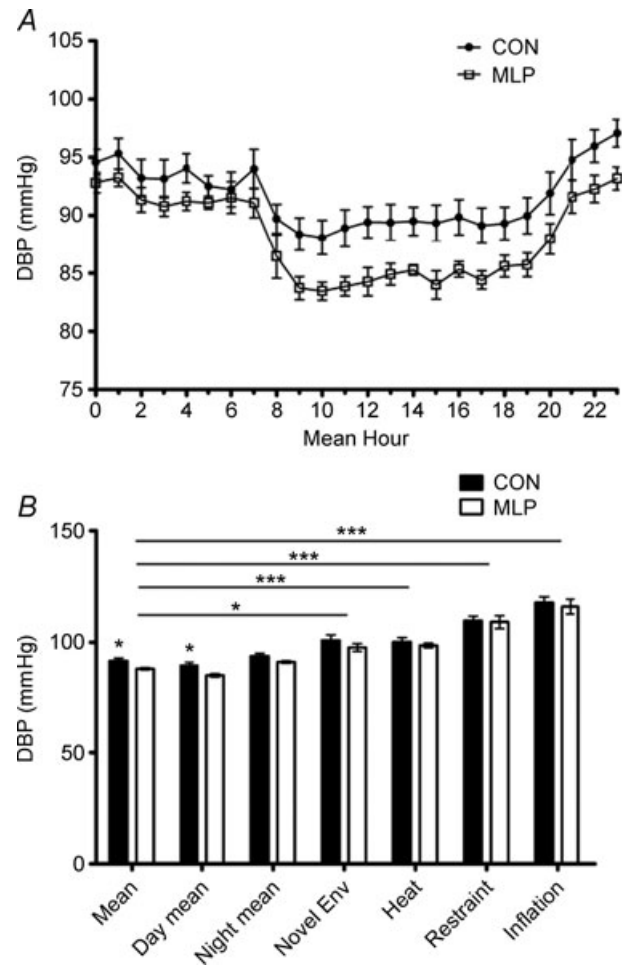 A
105
100
95
90
85
80
75
DBP (mmHg)
CON
MLP
0 2 4 6 8 10 12 14 16 18 20 22
Mean Hour
B
CON
MLP
150
100
50
0
DBP (mmHg)
***
***
***
*
* *
Mean Day mean Night mean Novel Env Heat Restraint Inflation